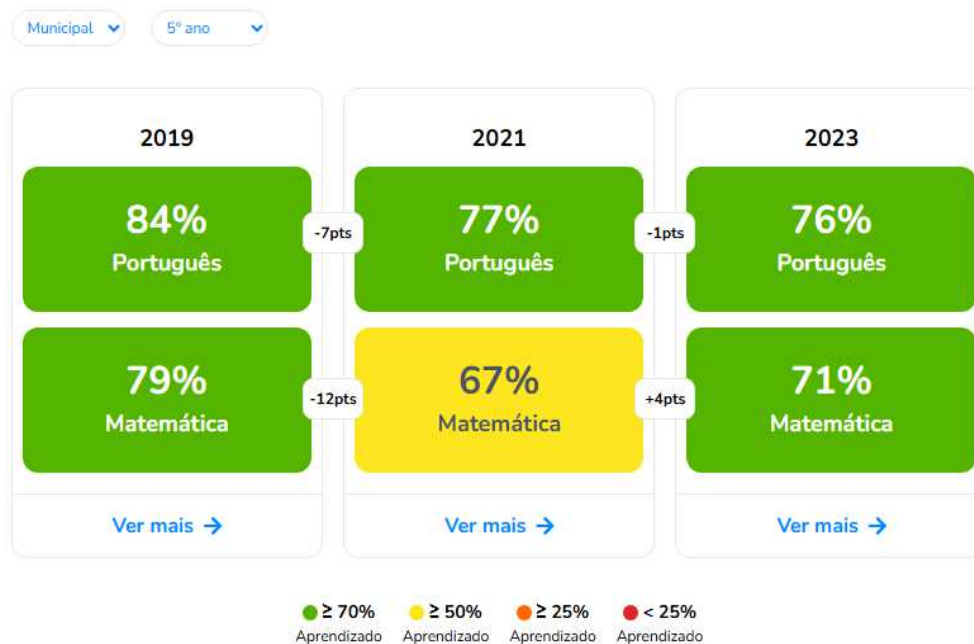 Municipal 5º ano
2019 2021 2023
84% -7pts 77% -1pts 76%
Português Português Português
79% -12pts 67% +4pts 71%
Matemática Matemática Matemática
Ver mais → Ver mais → Ver mais →
≥ 70% ≥ 50% ≥ 25% < 25%
Aprendizado Aprendizado Aprendizado Aprendizado